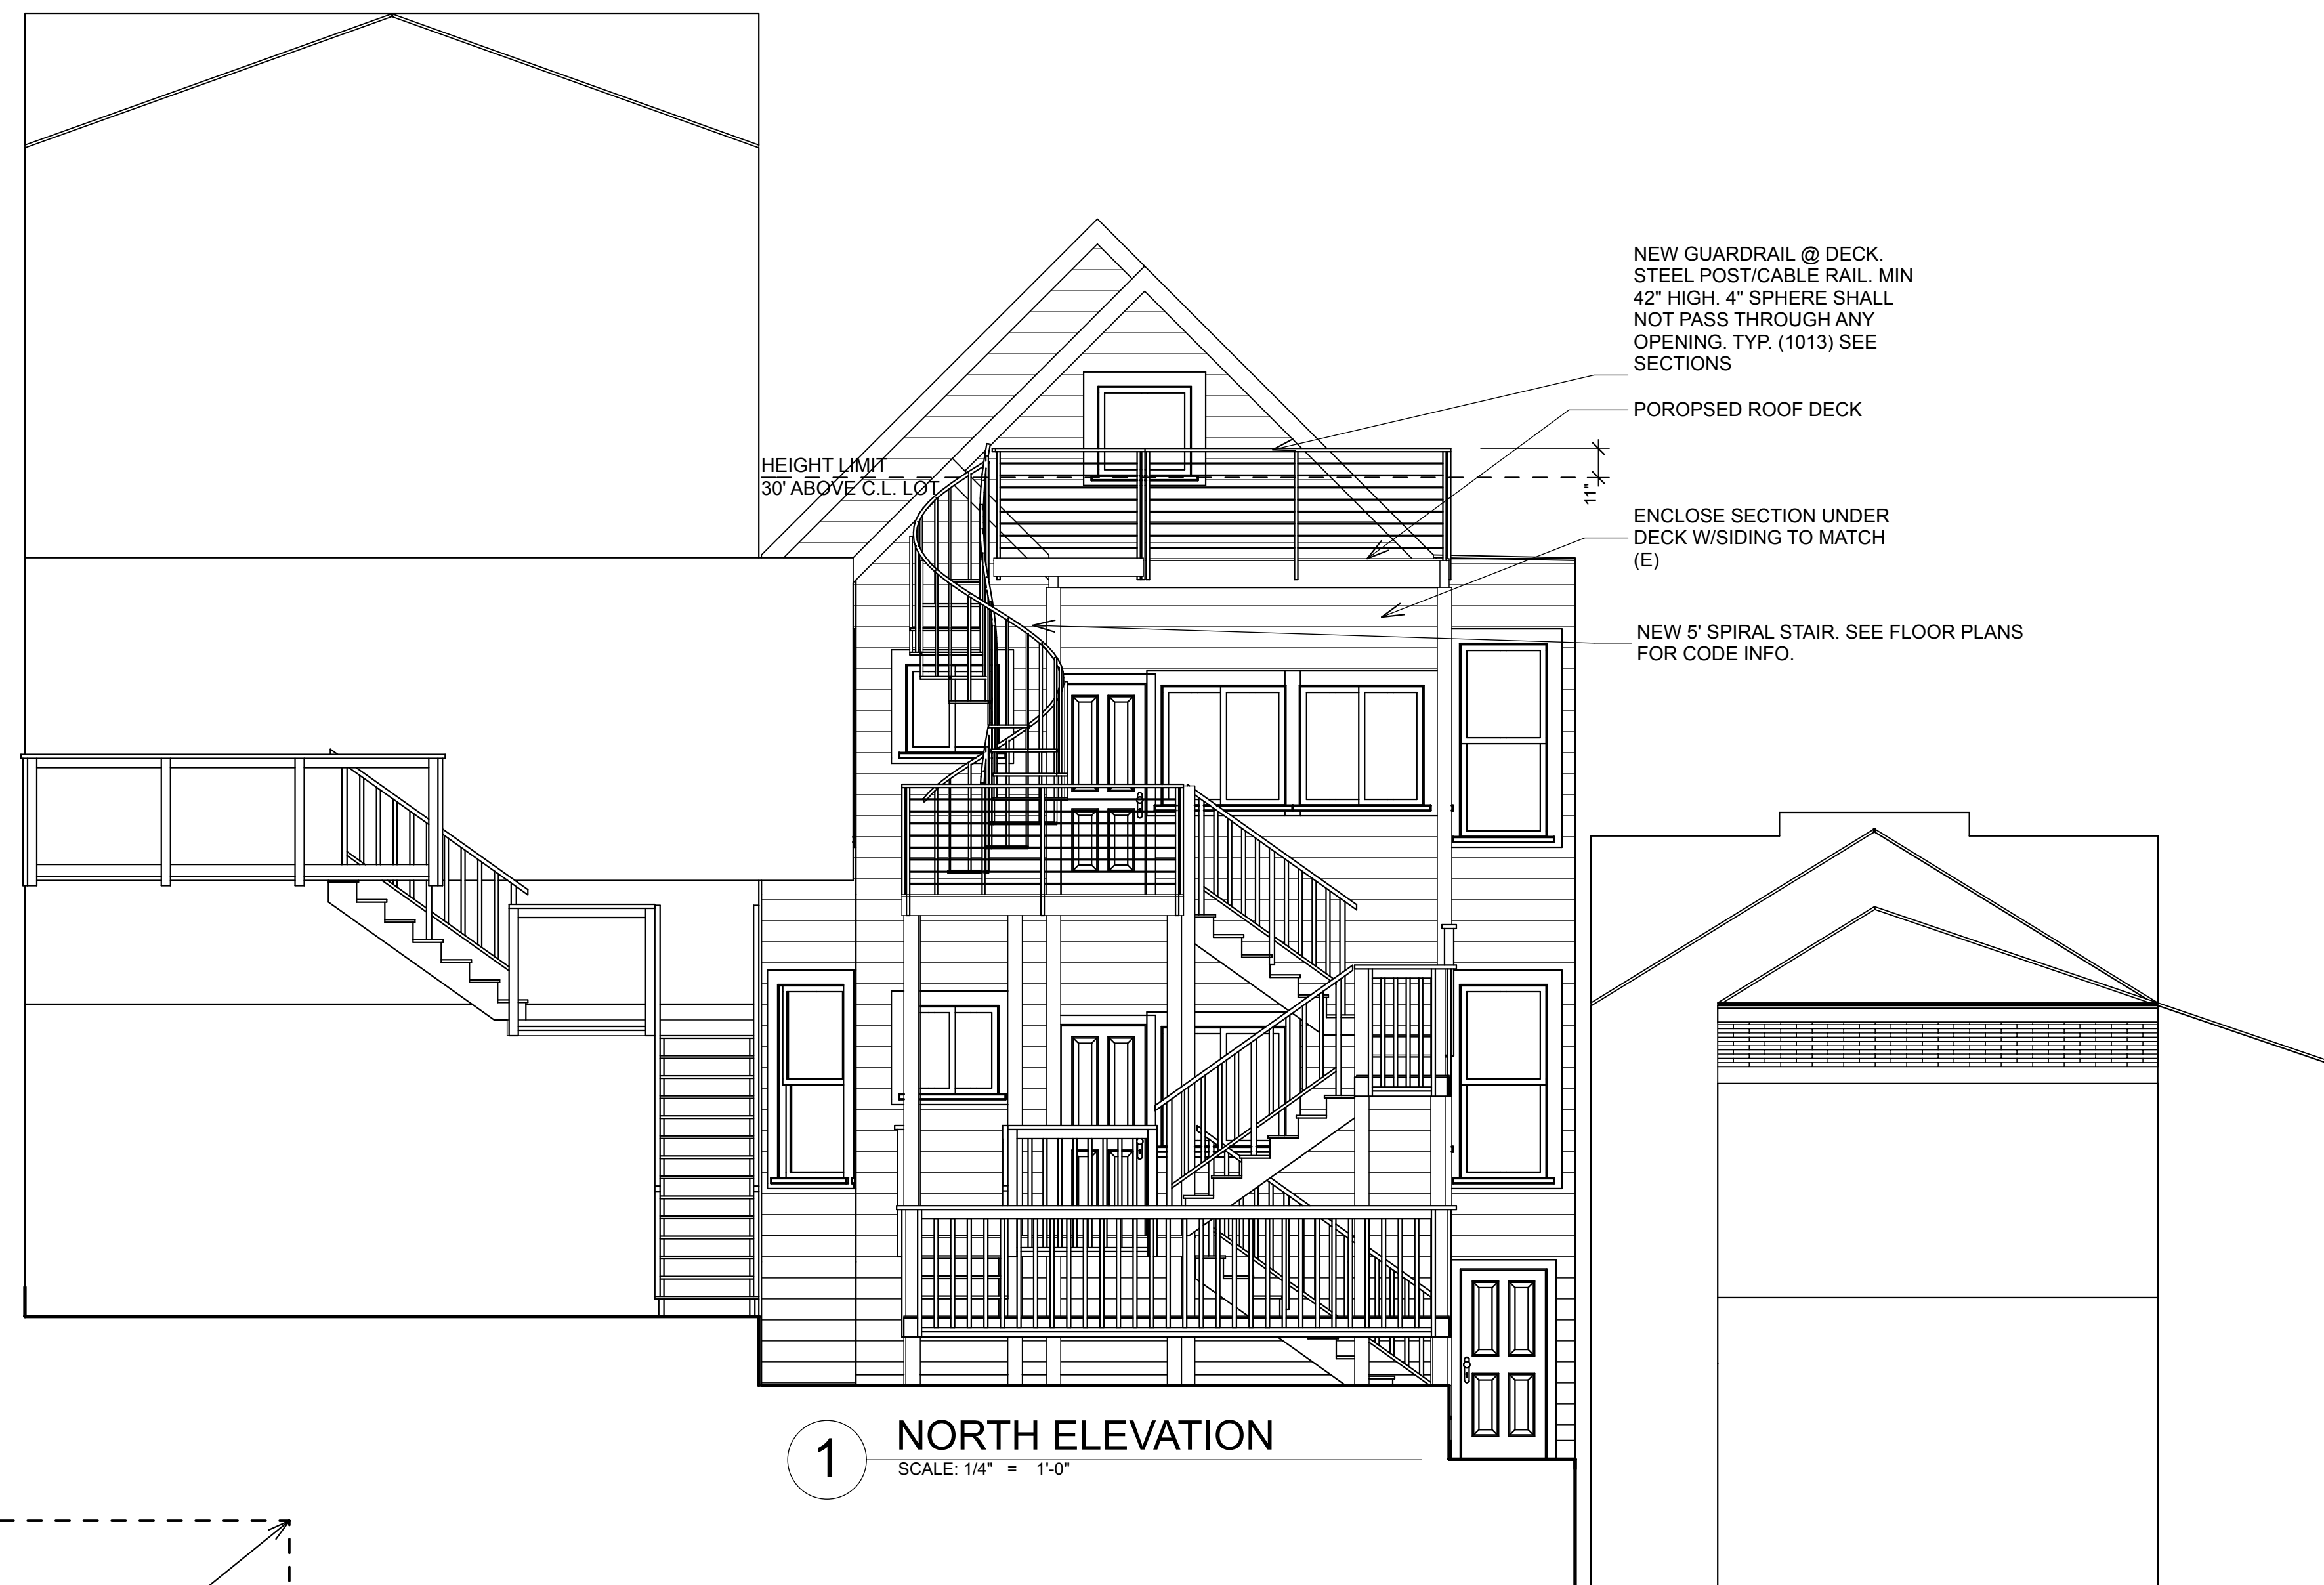 NEW GUARDRAIL @ DECK.
STEEL POST/CABLE RAIL. MIN
42" HIGH. 4" SPHERE SHALL
NOT PASS THROUGH ANY
OPENING. TYP. (1013) SEE
SECTIONS
POROPSED ROOF DECK
HEIGHT LIMIT
30' ABOVE C.L. LOT
11"
ENCLOSE SECTION UNDER
DECK W/SIDING TO MATCH
(E)
NEW 5' SPIRAL STAIR. SEE FLOOR PLANS
FOR CODE INFO.
1
NORTH ELEVATION
SCALE: 1/4" = 1'-0"